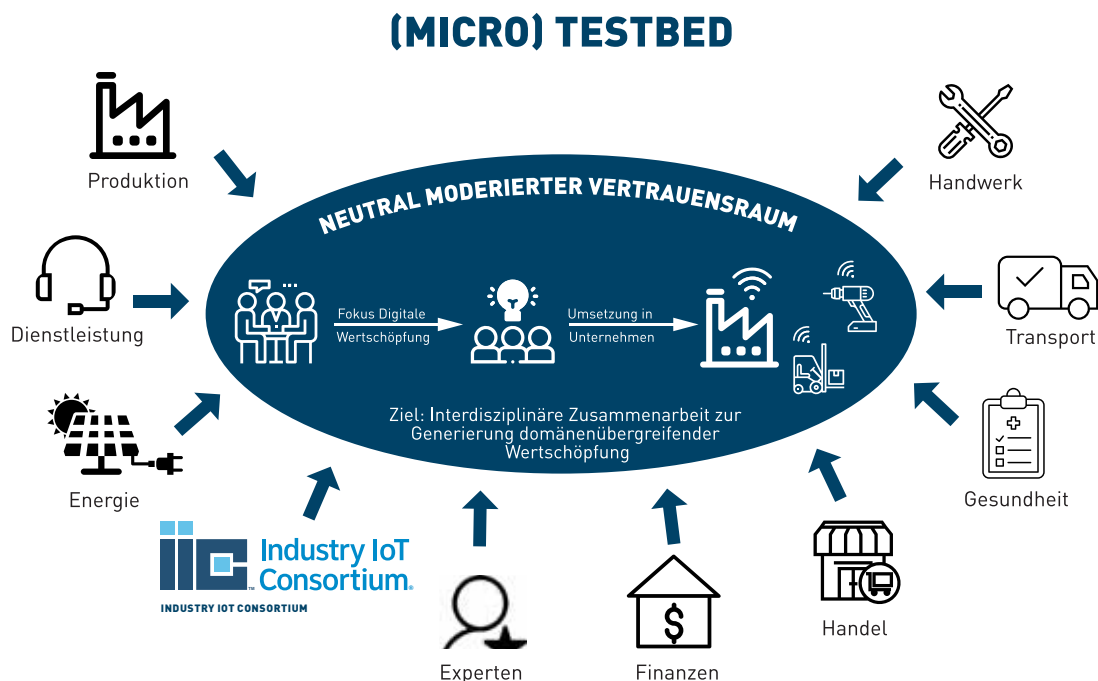 (MICRO) TESTBED
Produktion
Handwerk
NEUTRAL MODERIERTER VERTRAUENSRAUM
Dienstleistung
Fokus Digitale
Wertschöpfung
Umsetzung in
Unternehmen
Transport
Ziel: Interdisziplinäre Zusammenarbeit zur
Generierung domänenübergreifender
Wertschöpfung
Energie
Gesundheit
iic™ Industry IoT
Consortium®
INDUSTRY IOT CONSORTIUM
Experten
$
Finanzen
Handel